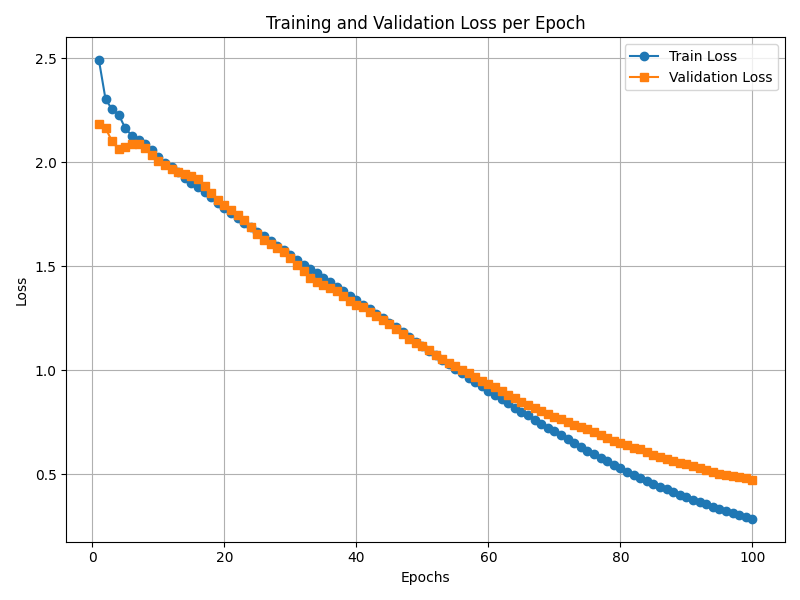 Training and Validation Loss per Epoch
Train Loss
Validation Loss
2.5
2.0
1.5
1.0
0.5
Loss
0 20 40 60 80 100
Epochs